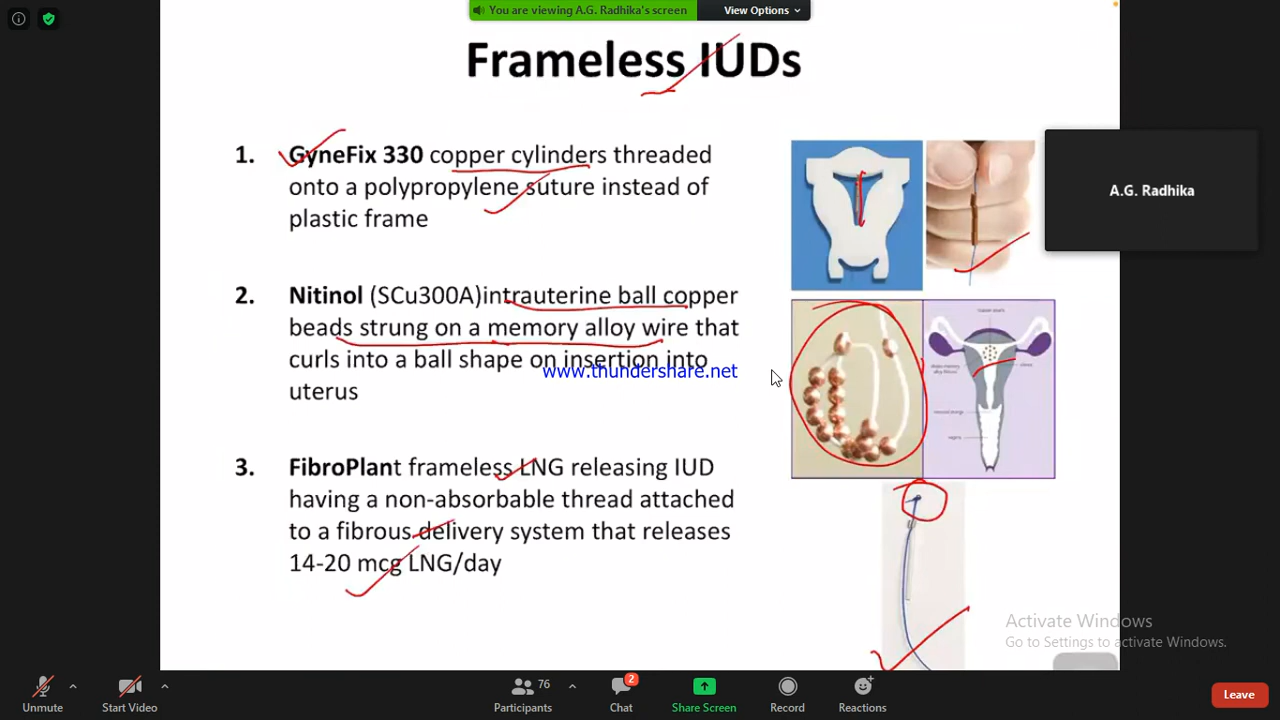 You are viewing A.G. Radhika's screen
View Options
Frameless IUDs
1. GyneFix 330 copper cylinders threaded
onto a polypropylene suture instead of
plastic frame
A.G. Radhika
2. Nitinol (SCu300A)intrauterine ball copper
beads strung on a memory alloy wire that
curls into a ball shape on insertion into
uterus
www.thundershare.net
3. FibroPlant frameless LNG releasing IUD
having a non-absorbable thread attached
to a fibrous delivery system that releases
14-20 mcg LNG/day
Activate Windows
Go to Settings to activate Windows.
Unmute
Start Video
76
Participants
2
Chat
Share Screen
Record
Reactions
Leave